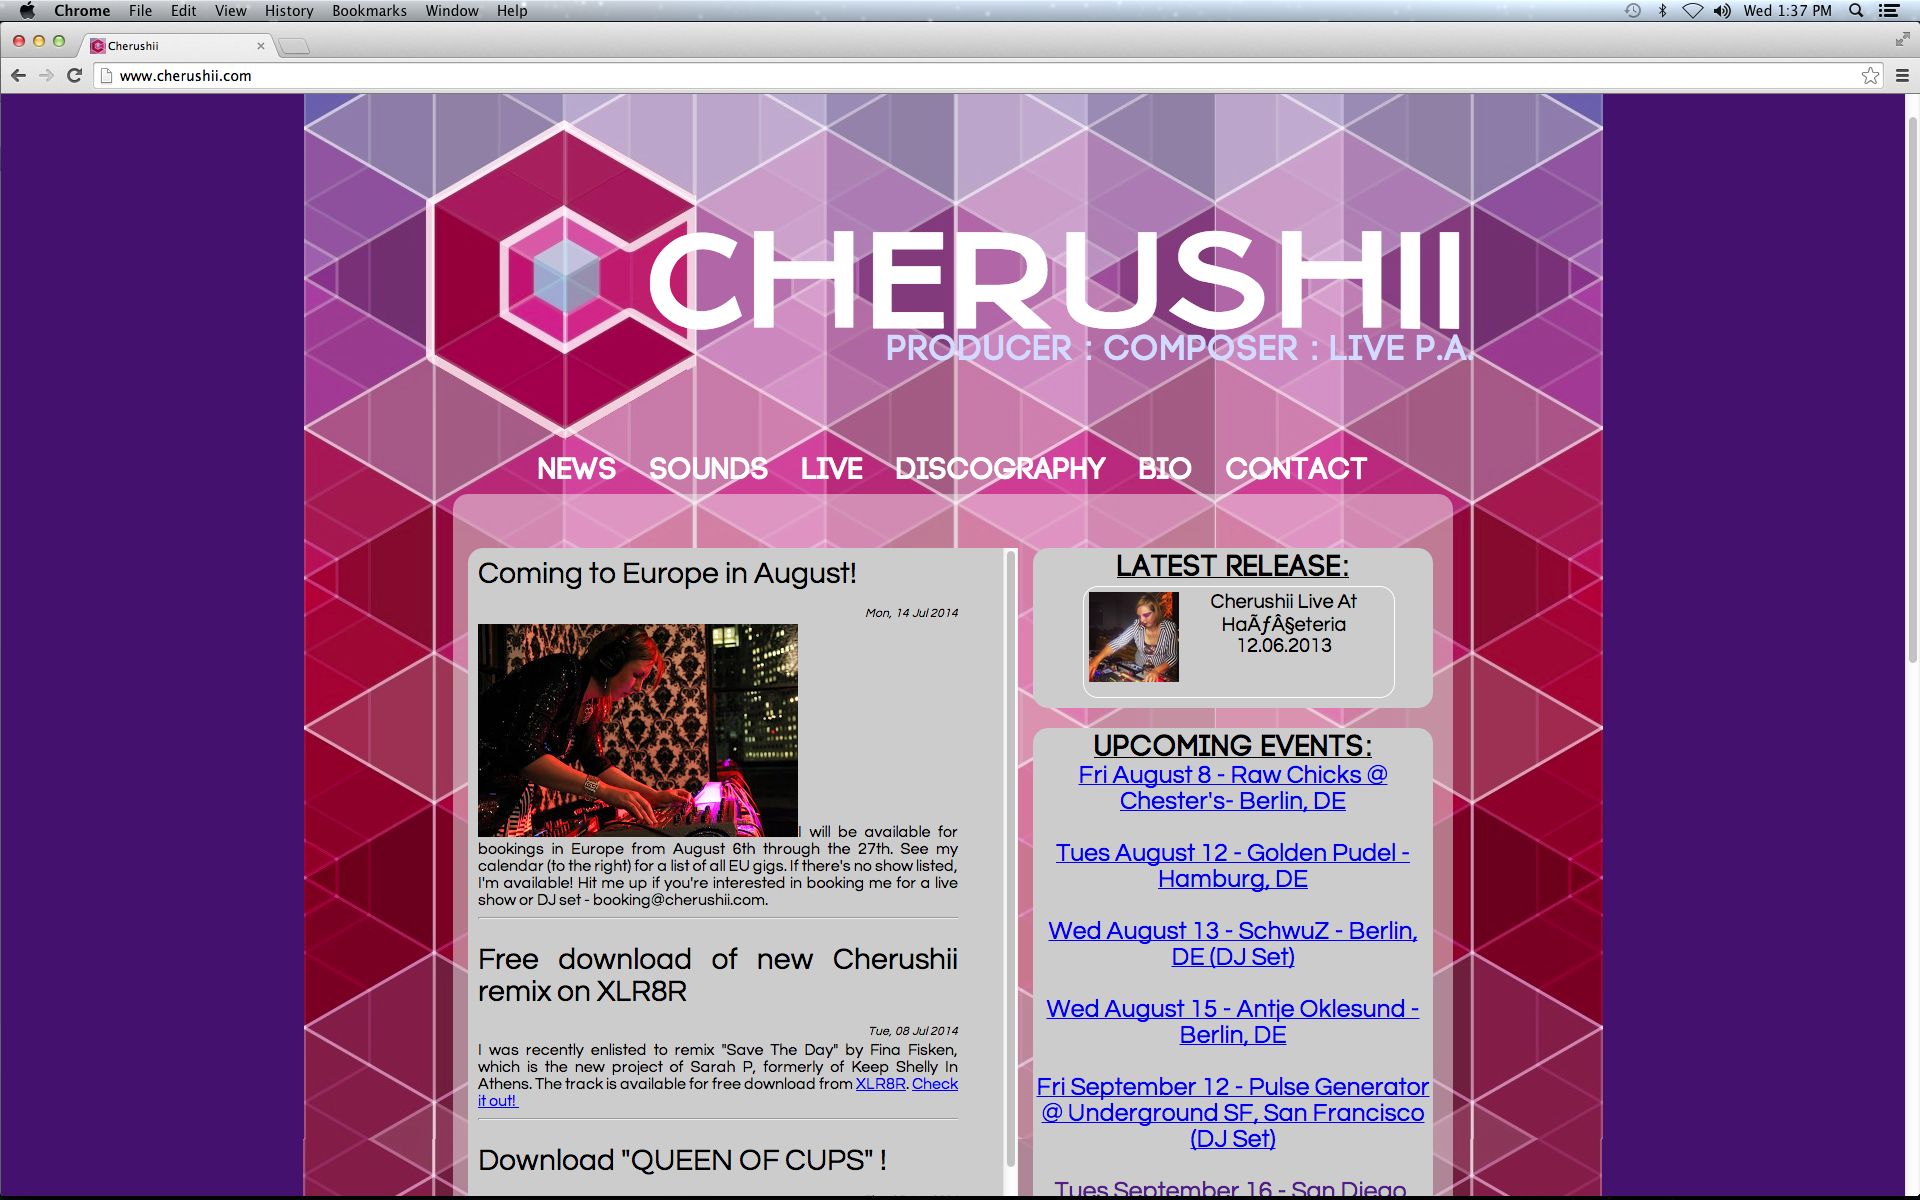 Chrome File Edit View History Bookmarks Window Help Wed 1:37 PM
Cherushii
www.cherushii.com
CHERUSHII
PRODUCER : COMPOSER : LIVE P.A.
NEWS SOUNDS LIVE DISCOGRAPHY BIO CONTACT
Coming to Europe in August!
Mon, 14 Jul 2014
I will be available for
bookings in Europe from August 6th through the 27th. See my
calendar (to the right) for a list of all EU gigs. If there's no show listed,
I'm available! Hit me up if you're interested in booking me for a live
show or DJ set - booking@cherushii.com.
Free download of new Cherushii
remix on XLR8R
Tue, 08 Jul 2014
I was recently enlisted to remix "Save The Day" by Fina Fisken,
which is the new project of Sarah P, formerly of Keep Shelly In
Athens. The track is available for free download from XLR8R. Check
it out!
Download "QUEEN OF CUPS" !
LATEST RELEASE:
Cherushii Live At
HaÃƒÂ§eteria
12.06.2013
UPCOMING EVENTS:
Fri August 8 - Raw Chicks @
Chester's- Berlin, DE
Tues August 12 - Golden Pudel -
Hamburg, DE
Wed August 13 - SchwuZ - Berlin,
DE (DJ Set)
Wed August 15 - Antje Oklesund -
Berlin, DE
Fri September 12 - Pulse Generator
@ Underground SF, San Francisco
(DJ Set)
Tues September 16 - San Diego